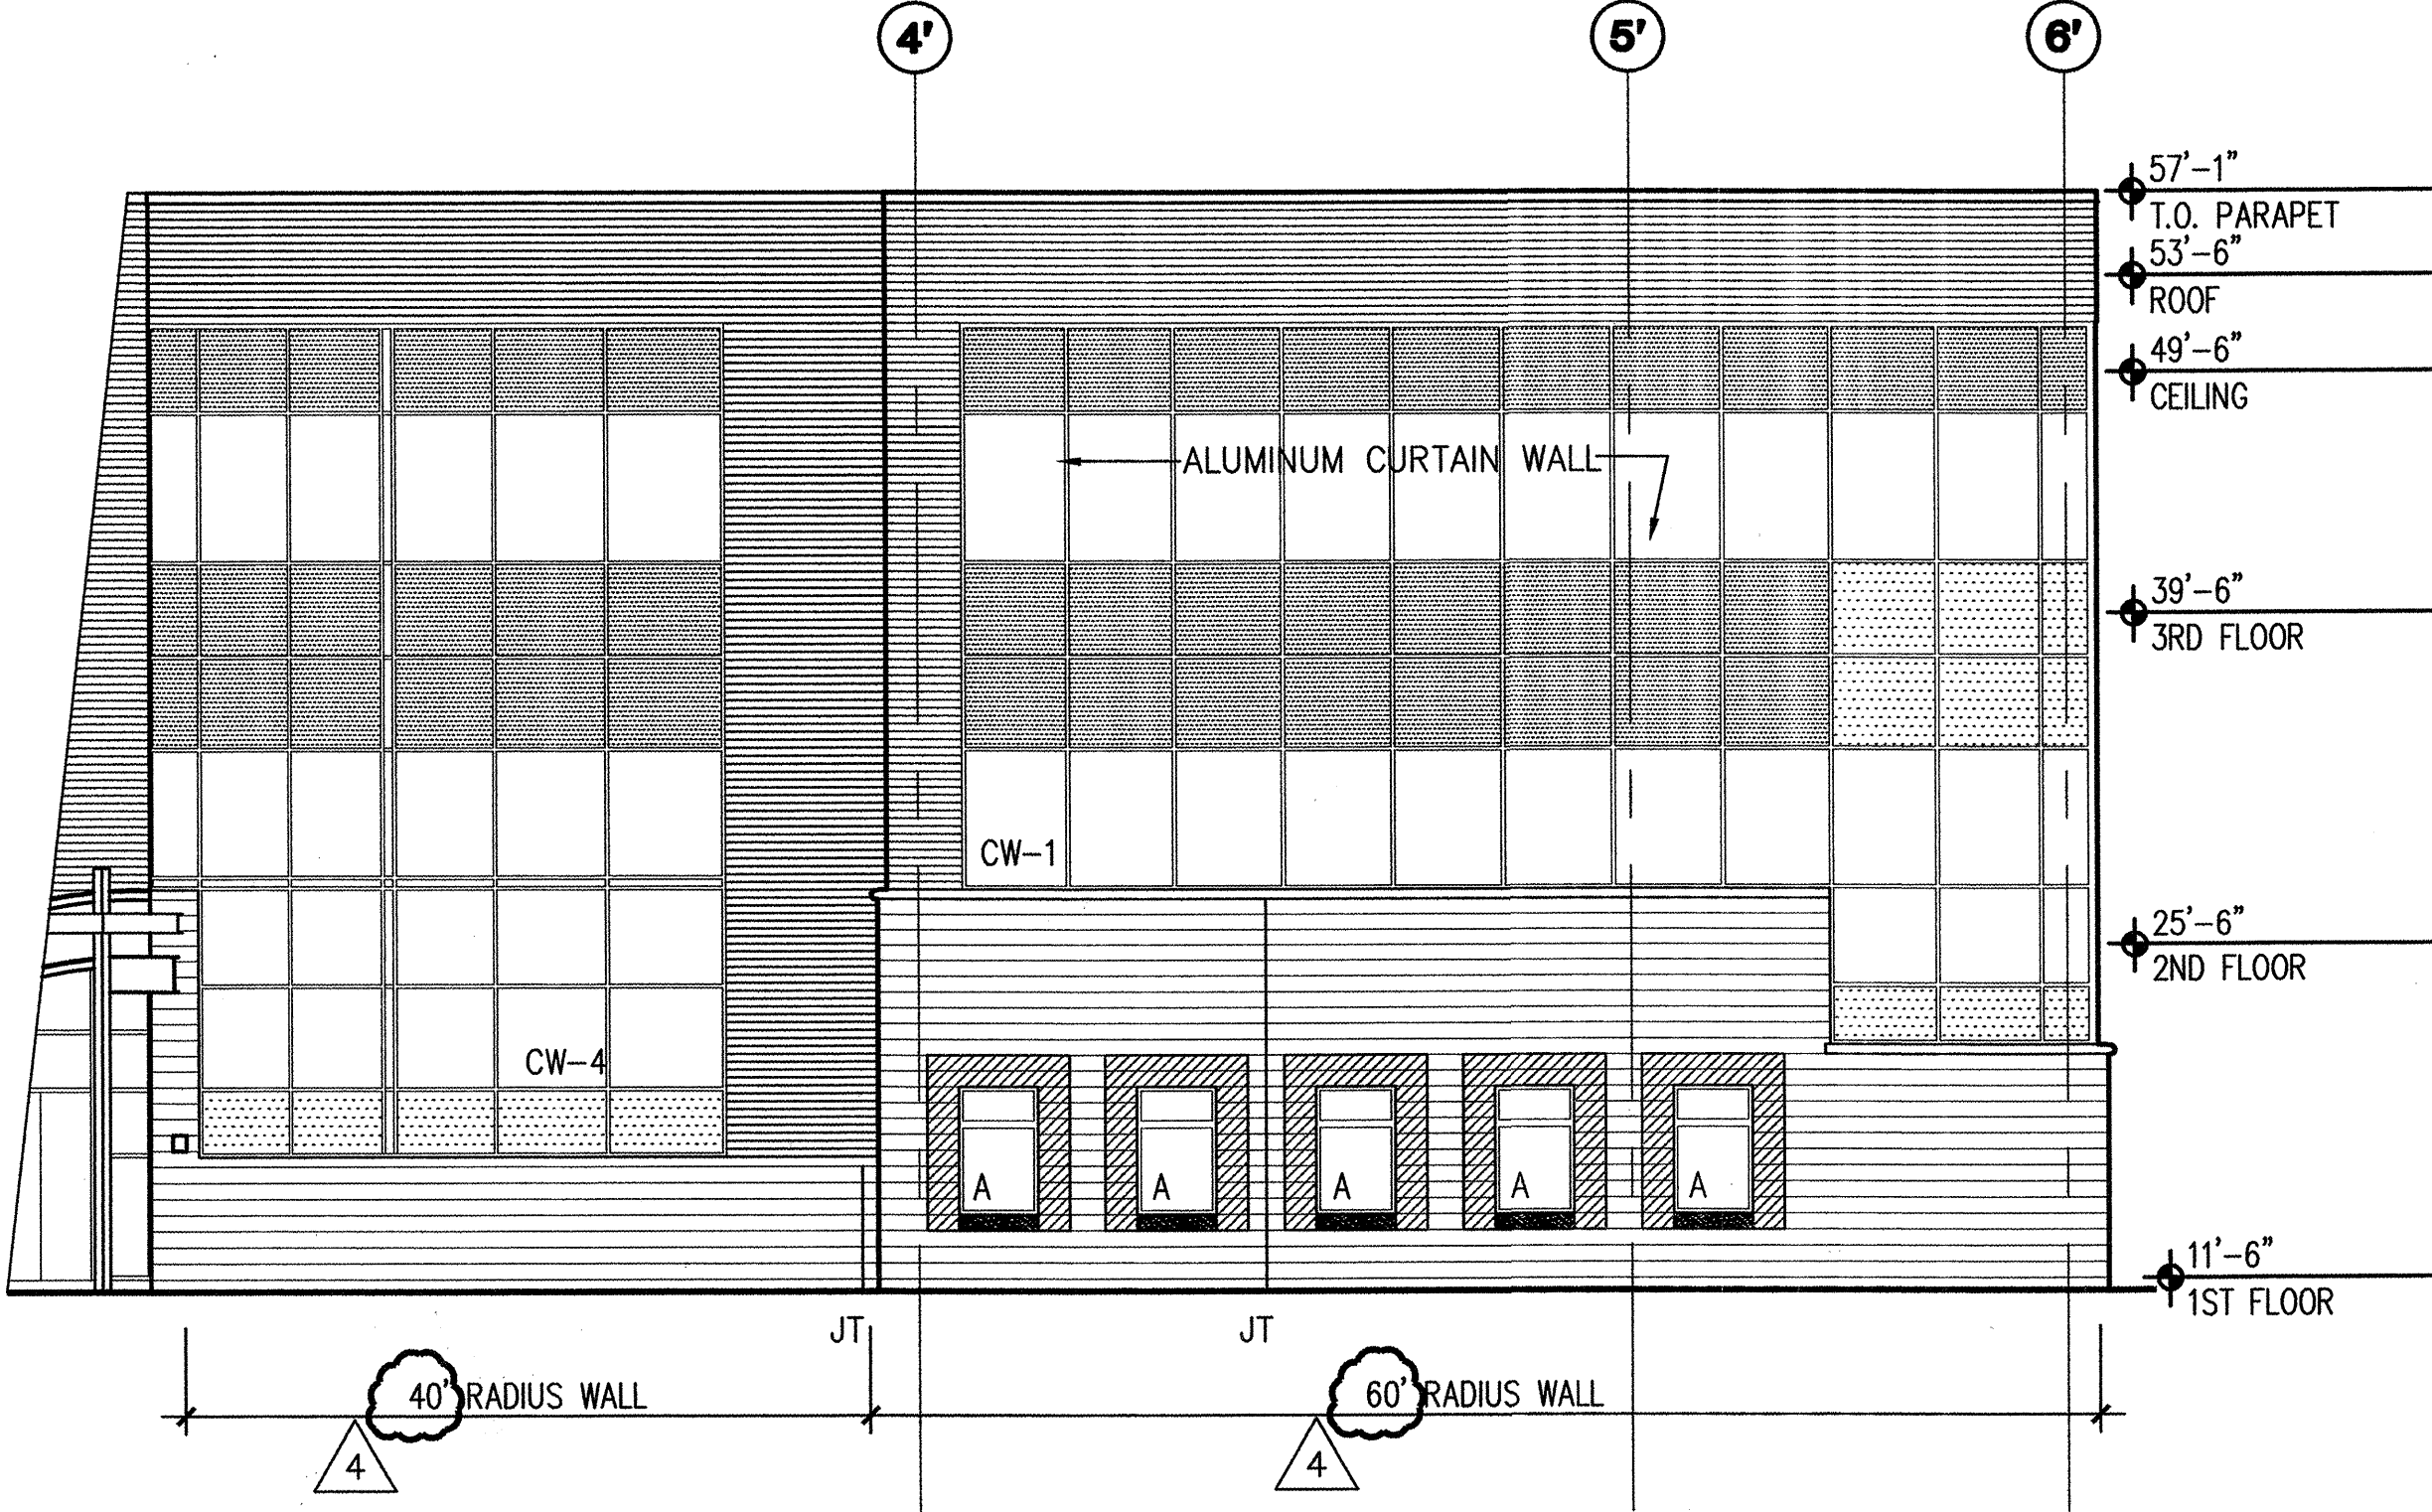 4'
5'
6'
57'-1"
T.O. PARAPET
53'-6"
ROOF
49'-6"
CEILING
ALUMINUM CURTAIN WALL
39'-6"
3RD FLOOR
CW-1
25'-6"
2ND FLOOR
CW-4
A
A
A
A
A
11'-6"
1ST FLOOR
JT
JT
40' RADIUS WALL
60' RADIUS WALL
4
4